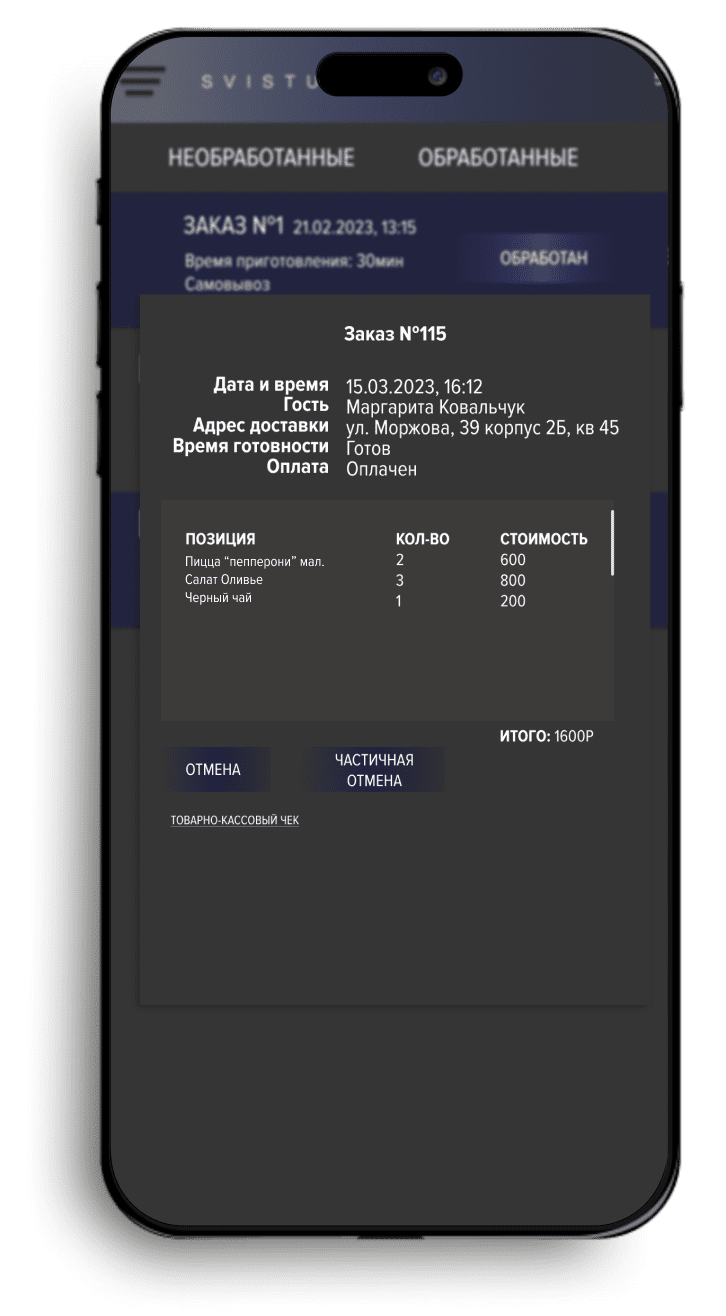 SVISTU
НЕОБРАБОТАННЫЕ ОБРАБОТАННЫЕ
ЗАКАЗ №1 21.02.2023, 13:15
Время приготовления: 30мин
ОБРАБОТАН
Самовывоз
Заказ №115
Дата и время 15.03.2023, 16:12
Гость Маргарита Ковальчук
Адрес доставки ул. Моржова, 39 корпус 2Б, кв 45
Время готовности Готов
Оплата Оплачен
ПОЗИЦИЯ КОЛ-ВО СТОИМОСТЬ
Пицца “пепперони” мал. 2 600
Салат Оливье 3 800
Черный чай 1 200
ИТОГО: 1600Р
ОТМЕНА
ЧАСТИЧНАЯ
ОТМЕНА
ТОВАРНО-КАССОВЫЙ ЧЕК